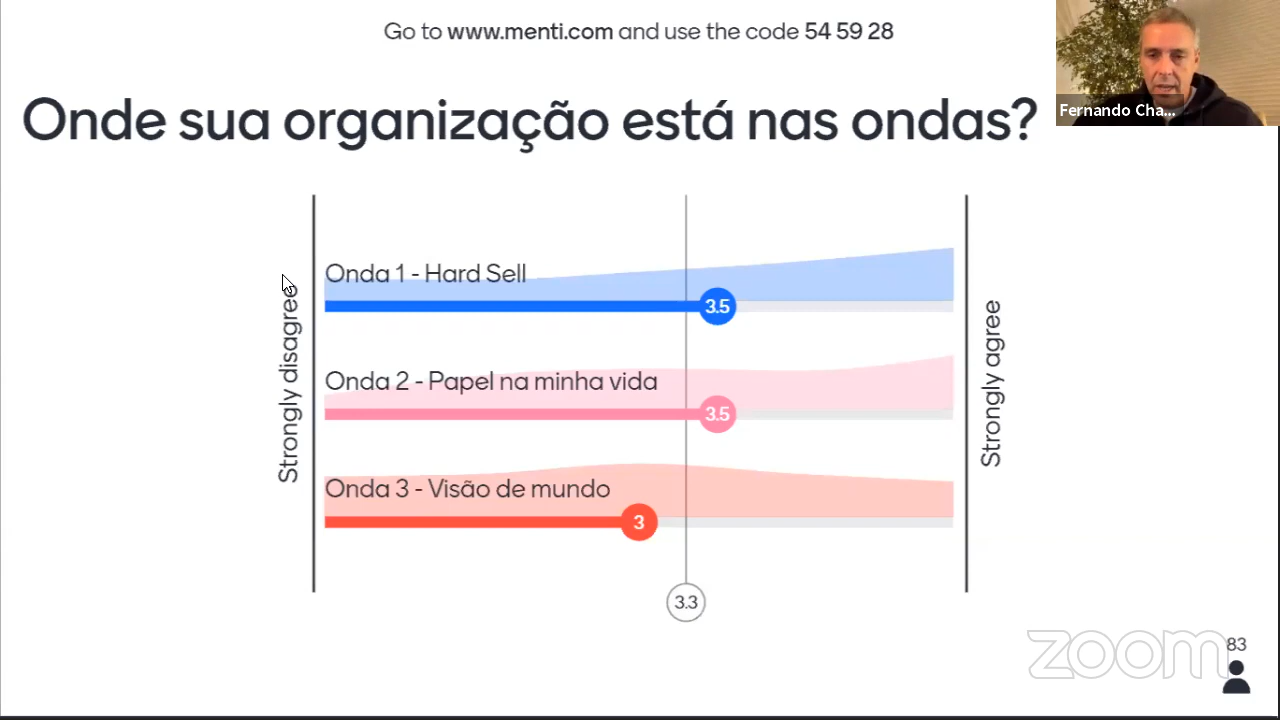 Go to www.menti.com and use the code 54 59 28
Fernando Cha...
Onde sua organização está nas ondas?
Strongly disagree
Onda 1 - Hard Sell
3.5
Onda 2 - Papel na minha vida
3.5
Onda 3 - Visão de mundo
3
Strongly agree
3.3
zoom
83